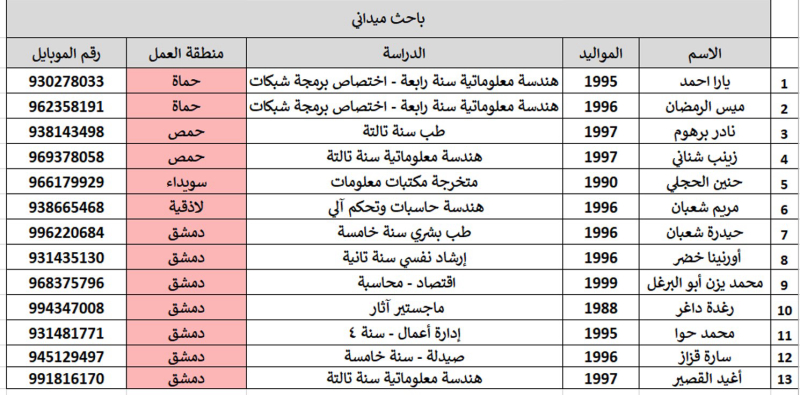 باحث ميداني
الاسم المواليد الدراسة منطقة العمل رقم الموبايل
1 يارا احمد 1995 هندسة معلوماتية سنة رابعة - اختصاص برمجة شبكات حماة 930278033
2 ميس الرمضان 1996 هندسة معلوماتية سنة رابعة - اختصاص برمجة شبكات حماة 962358191
3 نادر برهوم 1997 طب سنة تالتة حمص 938143498
4 زينب شناني 1997 هندسة معلوماتية سنة تالتة حمص 969378058
5 حنين الحجلي 1990 متخرجة مكتبات معلومات سويداء 966179929
6 مريم شعبان 1996 هندسة حاسبات وتحكم آلي لاذقية 938665468
7 حيدرة شعبان 1996 طب بشري سنة خامسة دمشق 996220684
8 أورنينا خضر 1996 إرشاد نفسي سنة تانية دمشق 931435130
9 محمد يزن أبو البرغل 1999 اقتصاد - محاسبة دمشق 968375796
10 رغدة داغر 1988 ماجستير آثار دمشق 994347008
11 محمد حوا 1995 إدارة أعمال - سنة ٤ دمشق 931481771
12 سارة قزاز 1996 صيدلة - سنة خامسة دمشق 945129497
13 أغيد القصير 1997 هندسة معلوماتية سنة تالتة دمشق 991816170